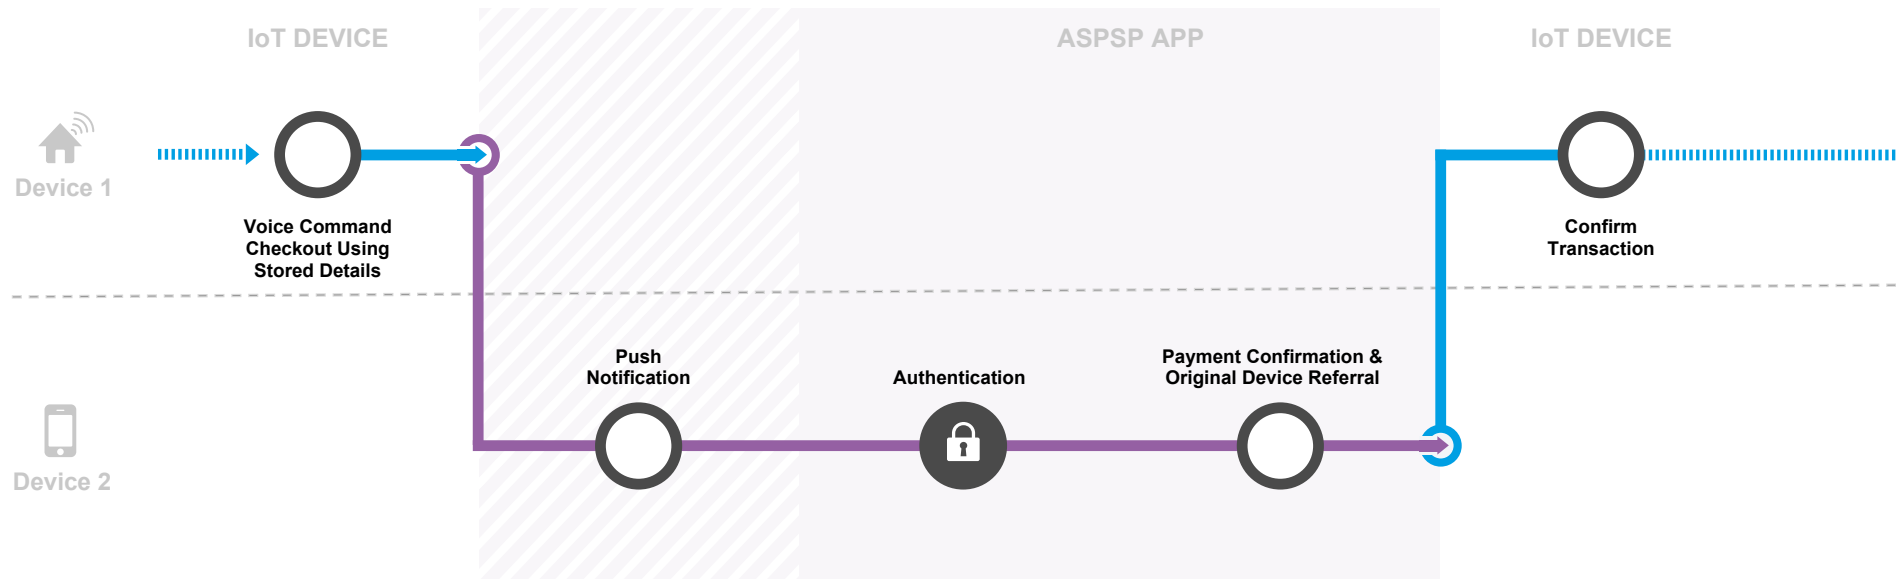 IoT DEVICE
ASPSP APP
IoT DEVICE
Device 1
Voice Command
Checkout Using
Stored Details
Confirm
Transaction
Push
Notification
Authentication
Payment Confirmation &
Original Device Referral
Device 2